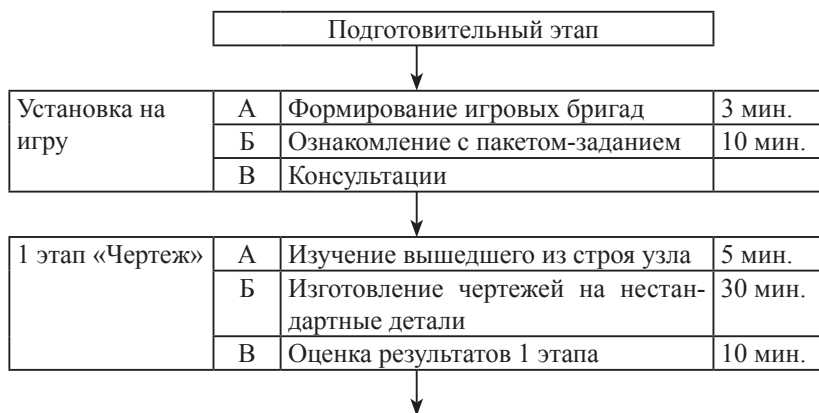 Подготовительный этап
Установка на игру А Формирование игровых бригад 3 мин.
Б Ознакомление с пакетом-заданием 10 мин.
В Консультации
1 этап «Чертеж» А Изучение вышедшего из строя узла 5 мин.
Б Изготовление чертежей на нестан- 30 мин.
дартные детали
В Оценка результатов 1 этапа 10 мин.